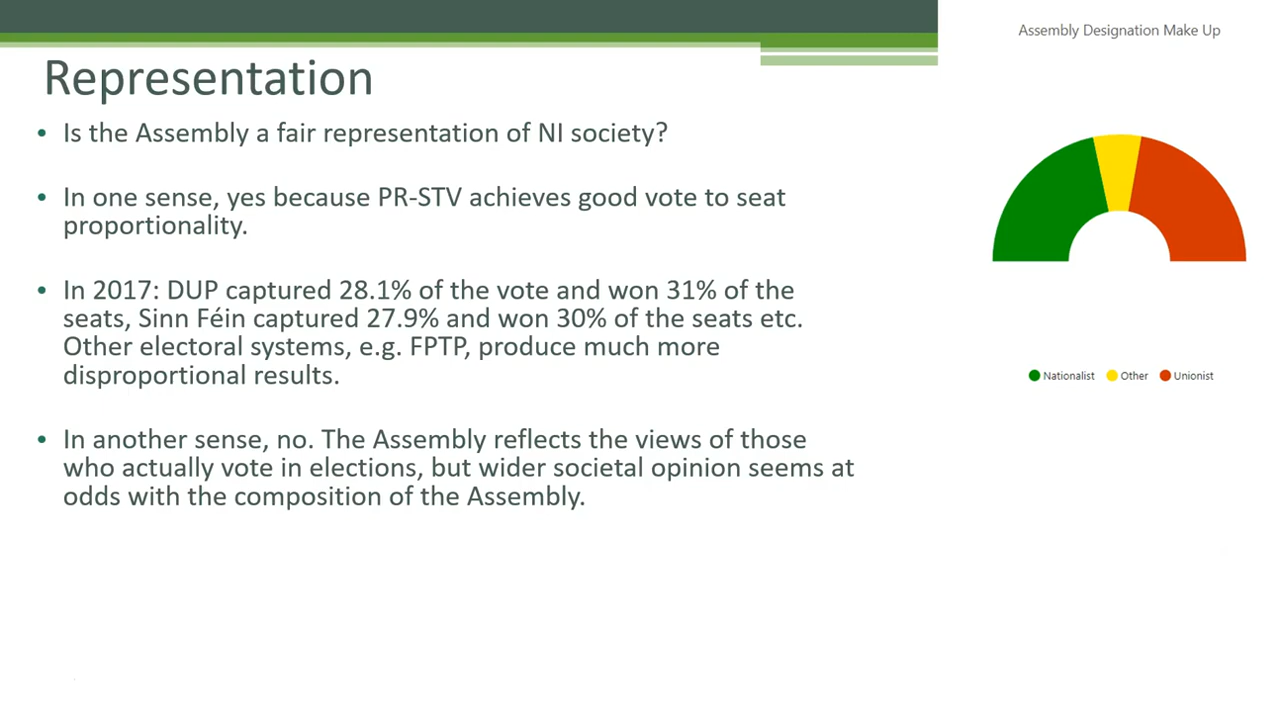 Assembly Designation Make Up
Representation
• Is the Assembly a fair representation of NI society?
• In one sense, yes because PR-STV achieves good vote to seat
proportionality.
• In 2017: DUP captured 28.1% of the vote and won 31% of the
seats, Sinn Féin captured 27.9% and won 30% of the seats etc.
Other electoral systems, e.g. FPTP, produce much more
disproportional results.
• In another sense, no. The Assembly reflects the views of those
who actually vote in elections, but wider societal opinion seems at
odds with the composition of the Assembly.
Nationalist Other Unionist